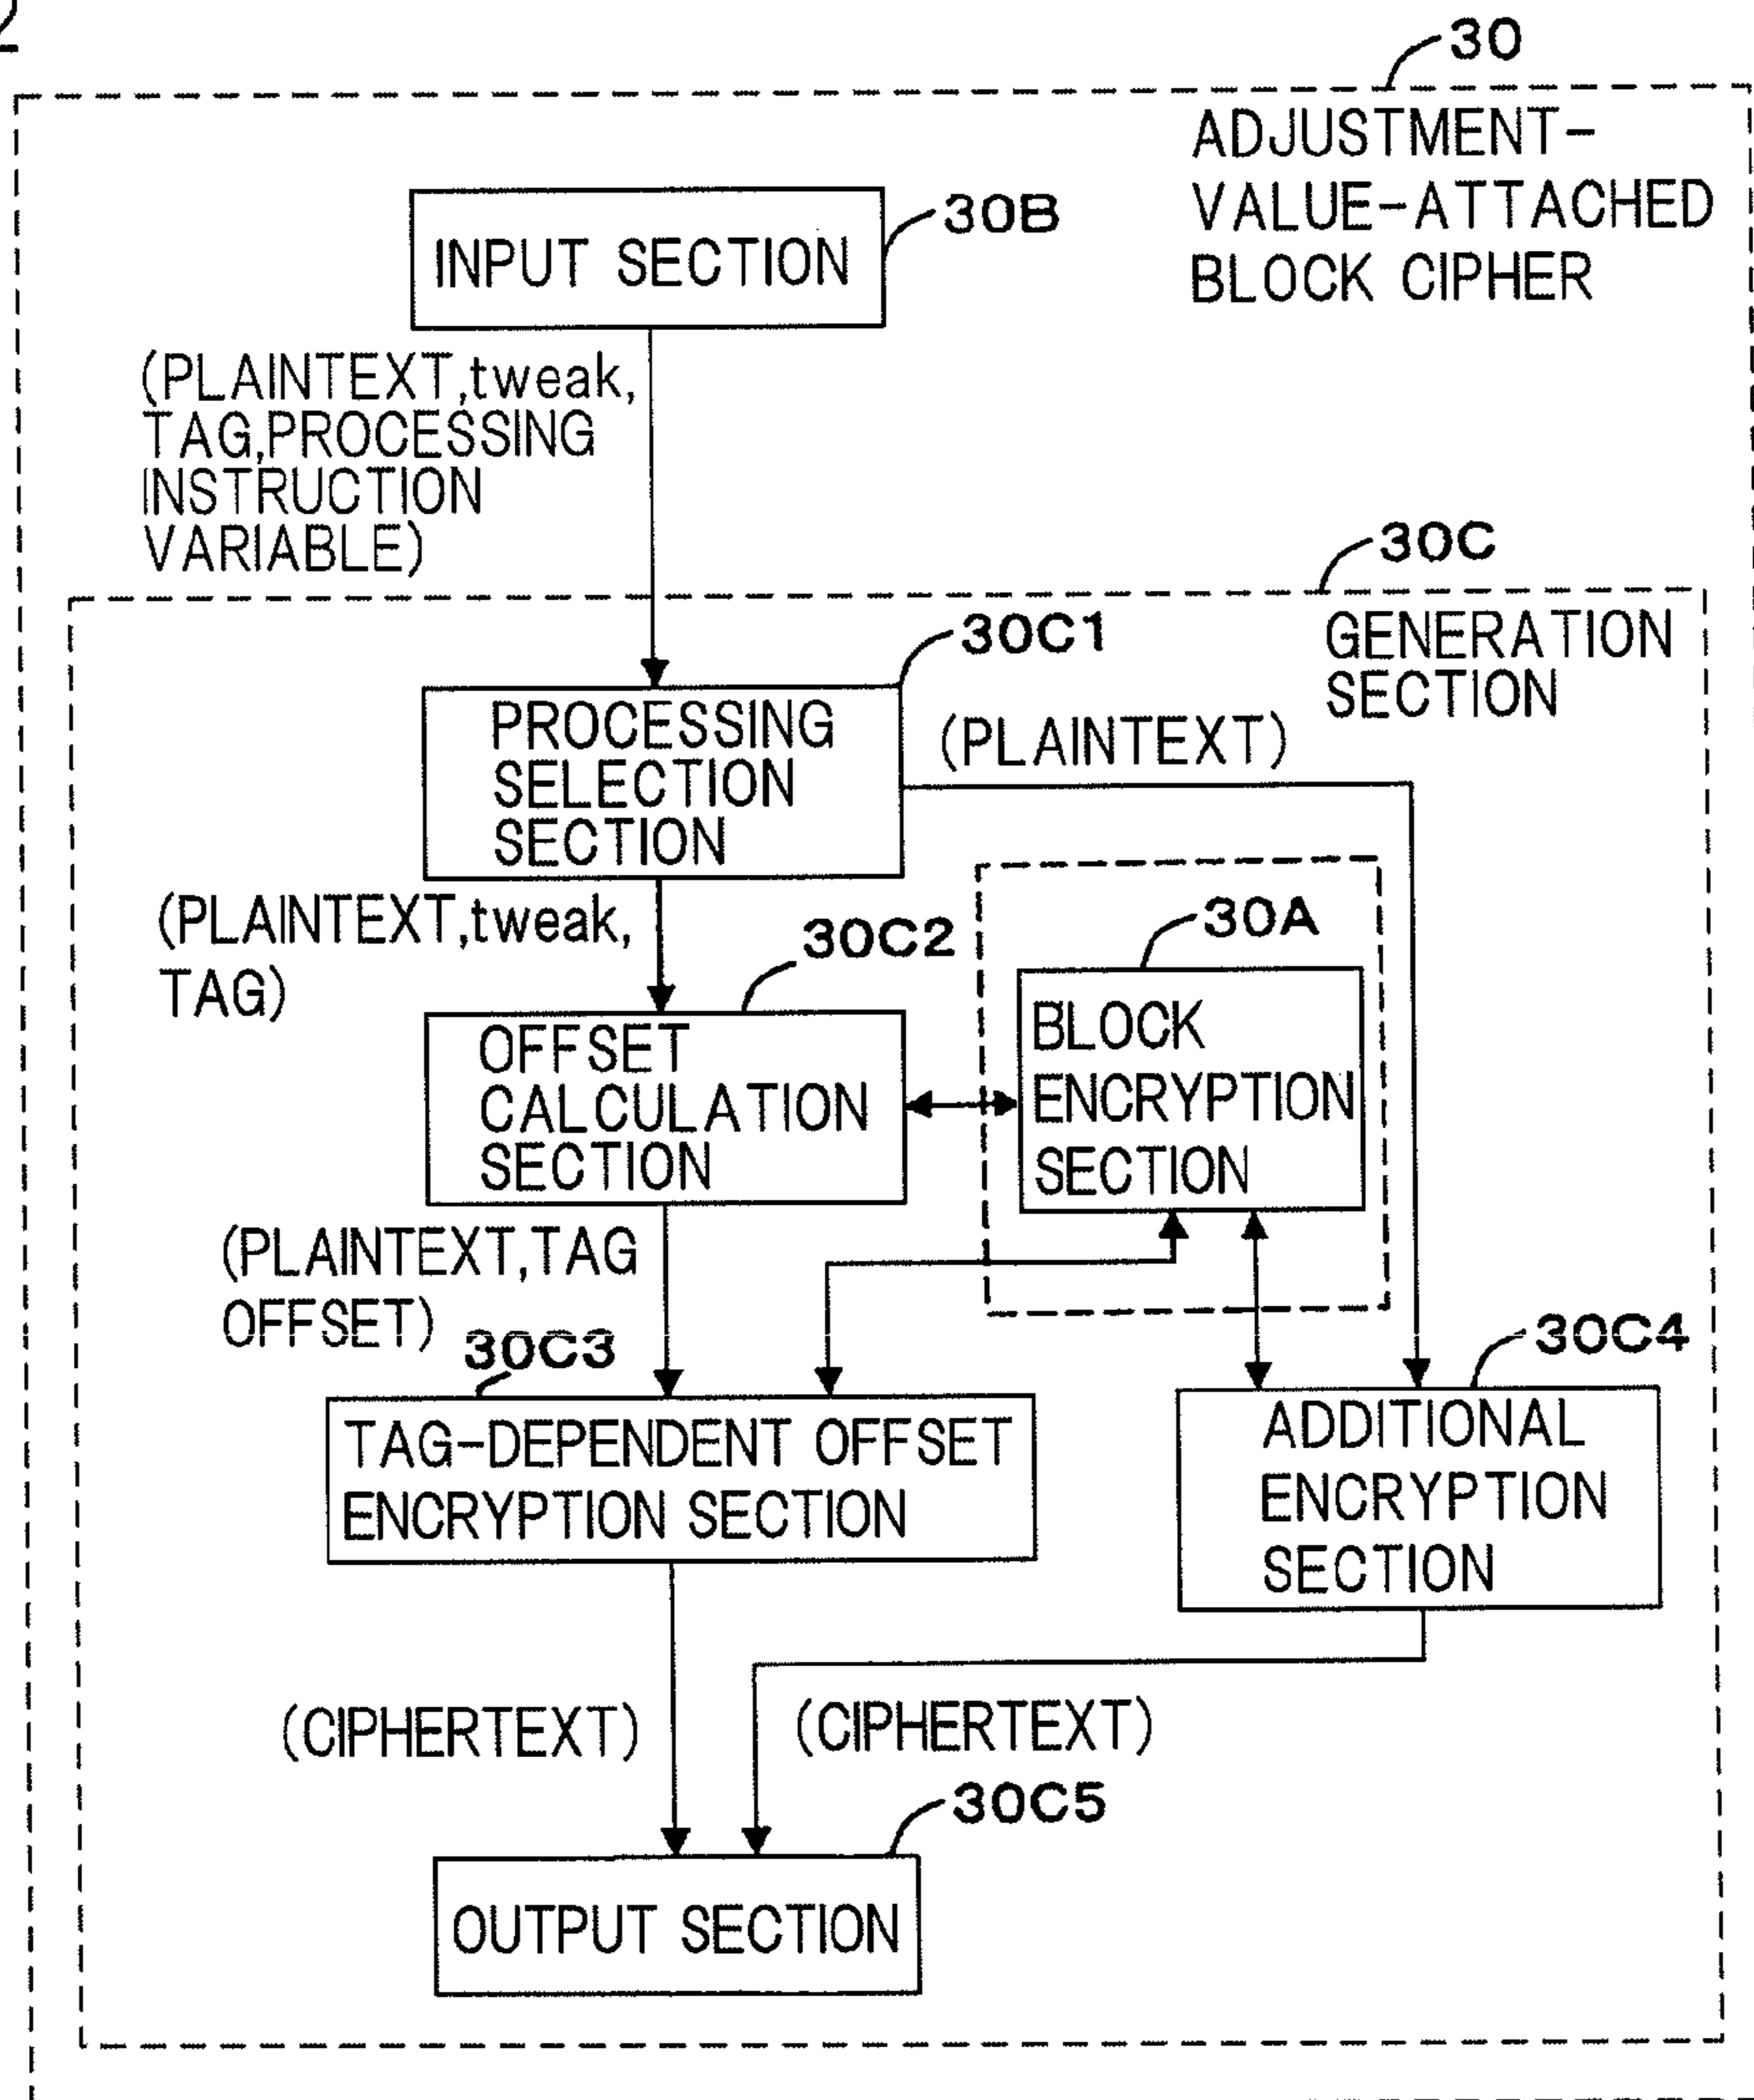 2
30
ADJUSTMENT-
VALUE-ATTACHED
BLOCK CIPHER
30B
INPUT SECTION
(PLAINTEXT,tweak,
TAG,PROCESSING
INSTRUCTION
VARIABLE)
30C
GENERATION
SECTION
30C1
PROCESSING
SELECTION
SECTION
(PLAINTEXT)
(PLAINTEXT,tweak,
TAG)
30C2
30A
OFFSET
CALCULATION
SECTION
BLOCK
ENCRYPTION
SECTION
(PLAINTEXT,TAG
OFFSET)
30C3
30C4
TAG-DEPENDENT OFFSET
ENCRYPTION SECTION
ADDITIONAL
ENCRYPTION
SECTION
(CIPHERTEXT)
(CIPHERTEXT)
30C5
OUTPUT SECTION